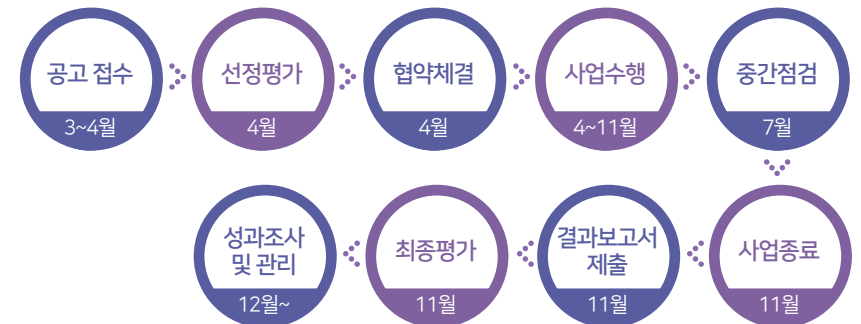 공고 접수
3~4월
선정평가
4월
협약체결
4월
사업수행
4~11월
중간점검
7월
사업종료
11월
결과보고서
제출
11월
최종평가
11월
성과조사
및 관리
12월~